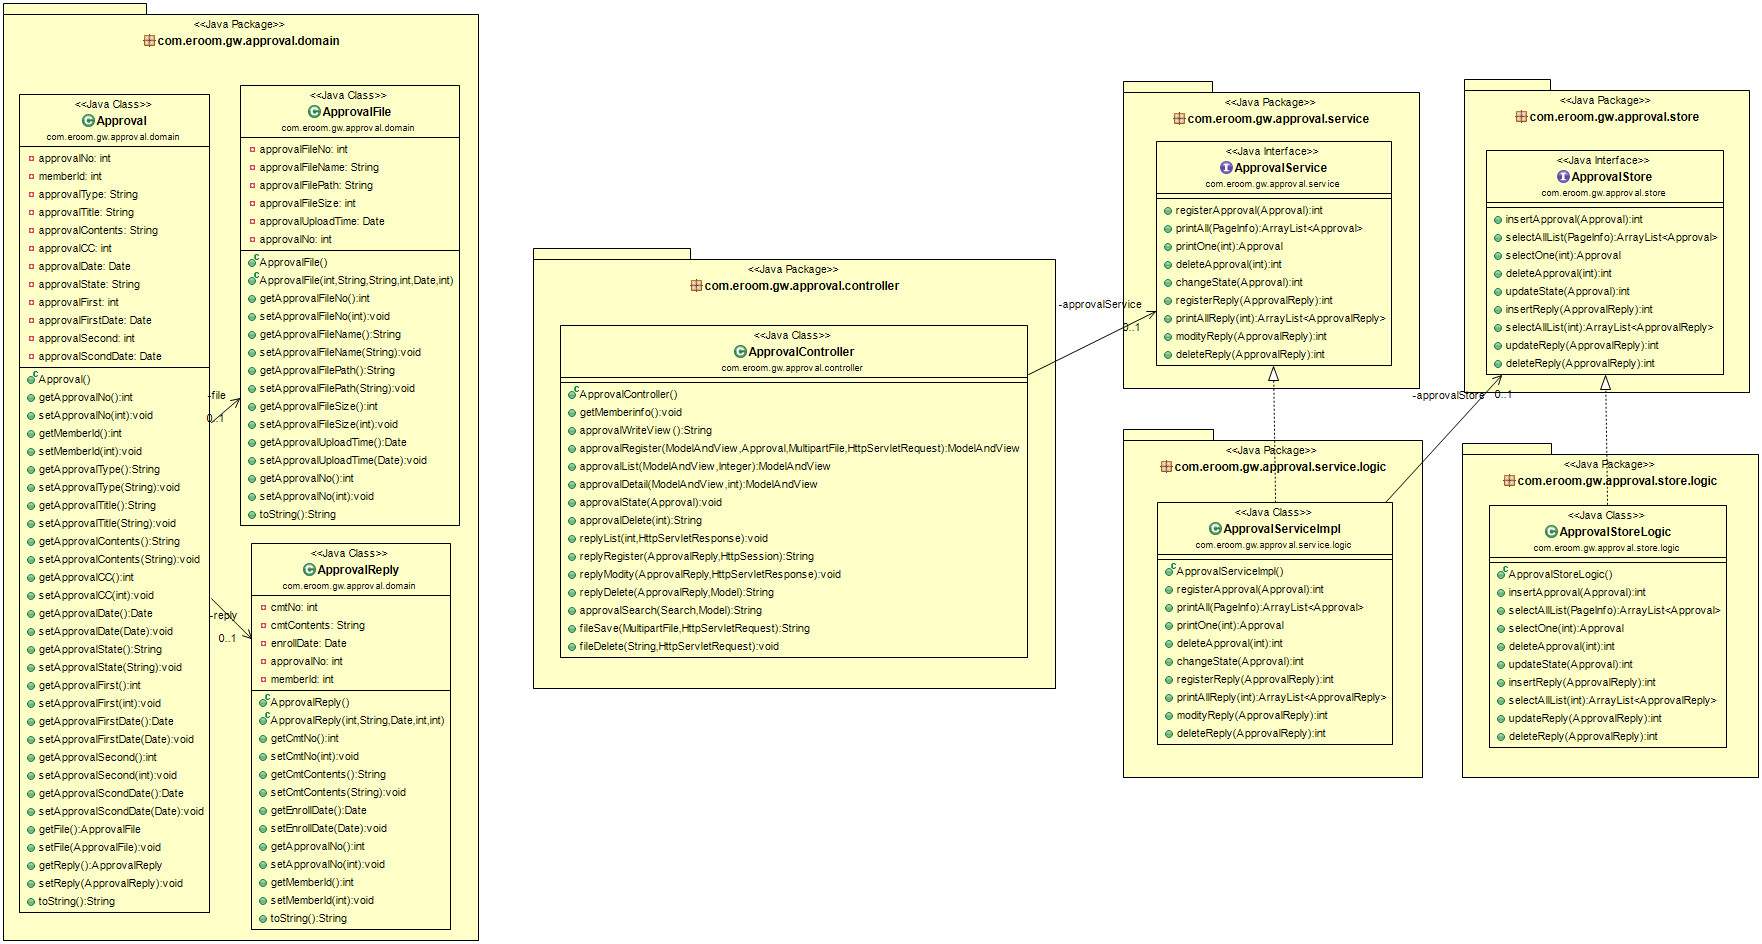 <<Java Package>>
com.eroom.gw.approval.domain
<<Java Class>>
Approval
com.eroom.gw.approval.domain
approvalNo: int
memberId: int
approvalType: String
approvalTitle: String
approvalContents: String
approvalCC: int
approvalDate: Date
approvalState: String
approvalFirst: int
approvalFirstDate: Date
approvalSecond: int
approvalScondDate: Date
Approval()
getApprovalNo():int
setApprovalNo(int):void
getMemberId():int
setMemberId(int):void
getApprovalType():String
setApprovalType(String):void
getApprovalTitle():String
setApprovalTitle(String):void
getApprovalContents():String
setApprovalContents(String):void
getApprovalCC():int
setApprovalCC(int):void
getApprovalDate():Date
setApprovalDate(Date):void
getApprovalState():String
setApprovalState(String):void
getApprovalFirst():int
setApprovalFirst(int):void
getApprovalFirstDate():Date
setApprovalFirstDate(Date):void
getApprovalSecond():int
setApprovalSecond(int):void
getApprovalScondDate():Date
setApprovalScondDate(Date):void
getFile():ApprovalFile
setFile(ApprovalFile):void
getReply():ApprovalReply
setReply(ApprovalReply):void
toString():String
-file
0..1
-reply
0..1
<<Java Class>>
ApprovalFile
com.eroom.gw.approval.domain
approvalFileNo: int
approvalFileName: String
approvalFilePath: String
approvalFileSize: int
approvalUploadTime: Date
approvalNo: int
ApprovalFile()
ApprovalFile(int,String,String,int,Date,int)
getApprovalFileNo():int
setApprovalFileNo(int):void
getApprovalFileName():String
setApprovalFileName(String):void
getApprovalFilePath():String
setApprovalFilePath(String):void
getApprovalFileSize():int
setApprovalFileSize(int):void
getApprovalUploadTime():Date
setApprovalUploadTime(Date):void
getApprovalNo():int
setApprovalNo(int):void
toString():String
<<Java Class>>
ApprovalReply
com.eroom.gw.approval.domain
cmtNo: int
cmtContents: String
enrollDate: Date
approvalNo: int
memberId: int
ApprovalReply()
ApprovalReply(int,String,Date,int,int)
getCmtNo():int
setCmtNo(int):void
getCmtContents():String
setCmtContents(String):void
getEnrollDate():Date
setEnrollDate(Date):void
getApprovalNo():int
setApprovalNo(int):void
getMemberId():int
setMemberId(int):void
toString():String
<<Java Package>>
com.eroom.gw.approval.controller
<<Java Class>>
ApprovalController
com.eroom.gw.approval.controller
ApprovalController()
getMemberinfo():void
approvalWriteView():String
approvalRegister(ModelAndView,Approval,MultipartFile,HttpServletRequest):ModelAndView
approvalList(ModelAndView,Integer):ModelAndView
approvalDetail(ModelAndView,int):ModelAndView
approvalState(Approval):void
approvalDelete(int):String
replyList(int,HttpServletResponse):void
replyRegister(ApprovalReply,HttpSession):String
replyModity(ApprovalReply,HttpServletResponse):void
replyDelete(ApprovalReply,Model):String
approvalSearch(Search,Model):String
fileSave(MultipartFile,HttpServletRequest):String
fileDelete(String,HttpServletRequest):void
-approvalService
0..1
<<Java Package>>
com.eroom.gw.approval.service
<<Java Interface>>
ApprovalService
com.eroom.gw.approval.service
registerApproval(Approval):int
printAll(PageInfo):ArrayList<Approval>
printOne(int):Approval
deleteApproval(int):int
changeState(Approval):int
registerReply(ApprovalReply):int
printAllReply(int):ArrayList<ApprovalReply>
modityReply(ApprovalReply):int
deleteReply(ApprovalReply):int
<<Java Package>>
com.eroom.gw.approval.service.logic
<<Java Class>>
ApprovalServiceImpl
com.eroom.gw.approval.service.logic
ApprovalServiceImpl()
registerApproval(Approval):int
printAll(PageInfo):ArrayList<Approval>
printOne(int):Approval
deleteApproval(int):int
changeState(Approval):int
registerReply(ApprovalReply):int
printAllReply(int):ArrayList<ApprovalReply>
modityReply(ApprovalReply):int
deleteReply(ApprovalReply):int
-approvalStore
0..1
<<Java Package>>
com.eroom.gw.approval.store
<<Java Interface>>
ApprovalStore
com.eroom.gw.approval.store
insertApproval(Approval):int
selectAllList(PageInfo):ArrayList<Approval>
selectOne(int):Approval
deleteApproval(int):int
updateState(Approval):int
insertReply(ApprovalReply):int
selectAllList(int):ArrayList<ApprovalReply>
updateReply(ApprovalReply):int
deleteReply(ApprovalReply):int
<<Java Package>>
com.eroom.gw.approval.store.logic
<<Java Class>>
ApprovalStoreLogic
com.eroom.gw.approval.store.logic
ApprovalStoreLogic()
insertApproval(Approval):int
selectAllList(PageInfo):ArrayList<Approval>
selectOne(int):Approval
deleteApproval(int):int
updateState(Approval):int
insertReply(ApprovalReply):int
selectAllList(int):ArrayList<ApprovalReply>
updateReply(ApprovalReply):int
deleteReply(ApprovalReply):int